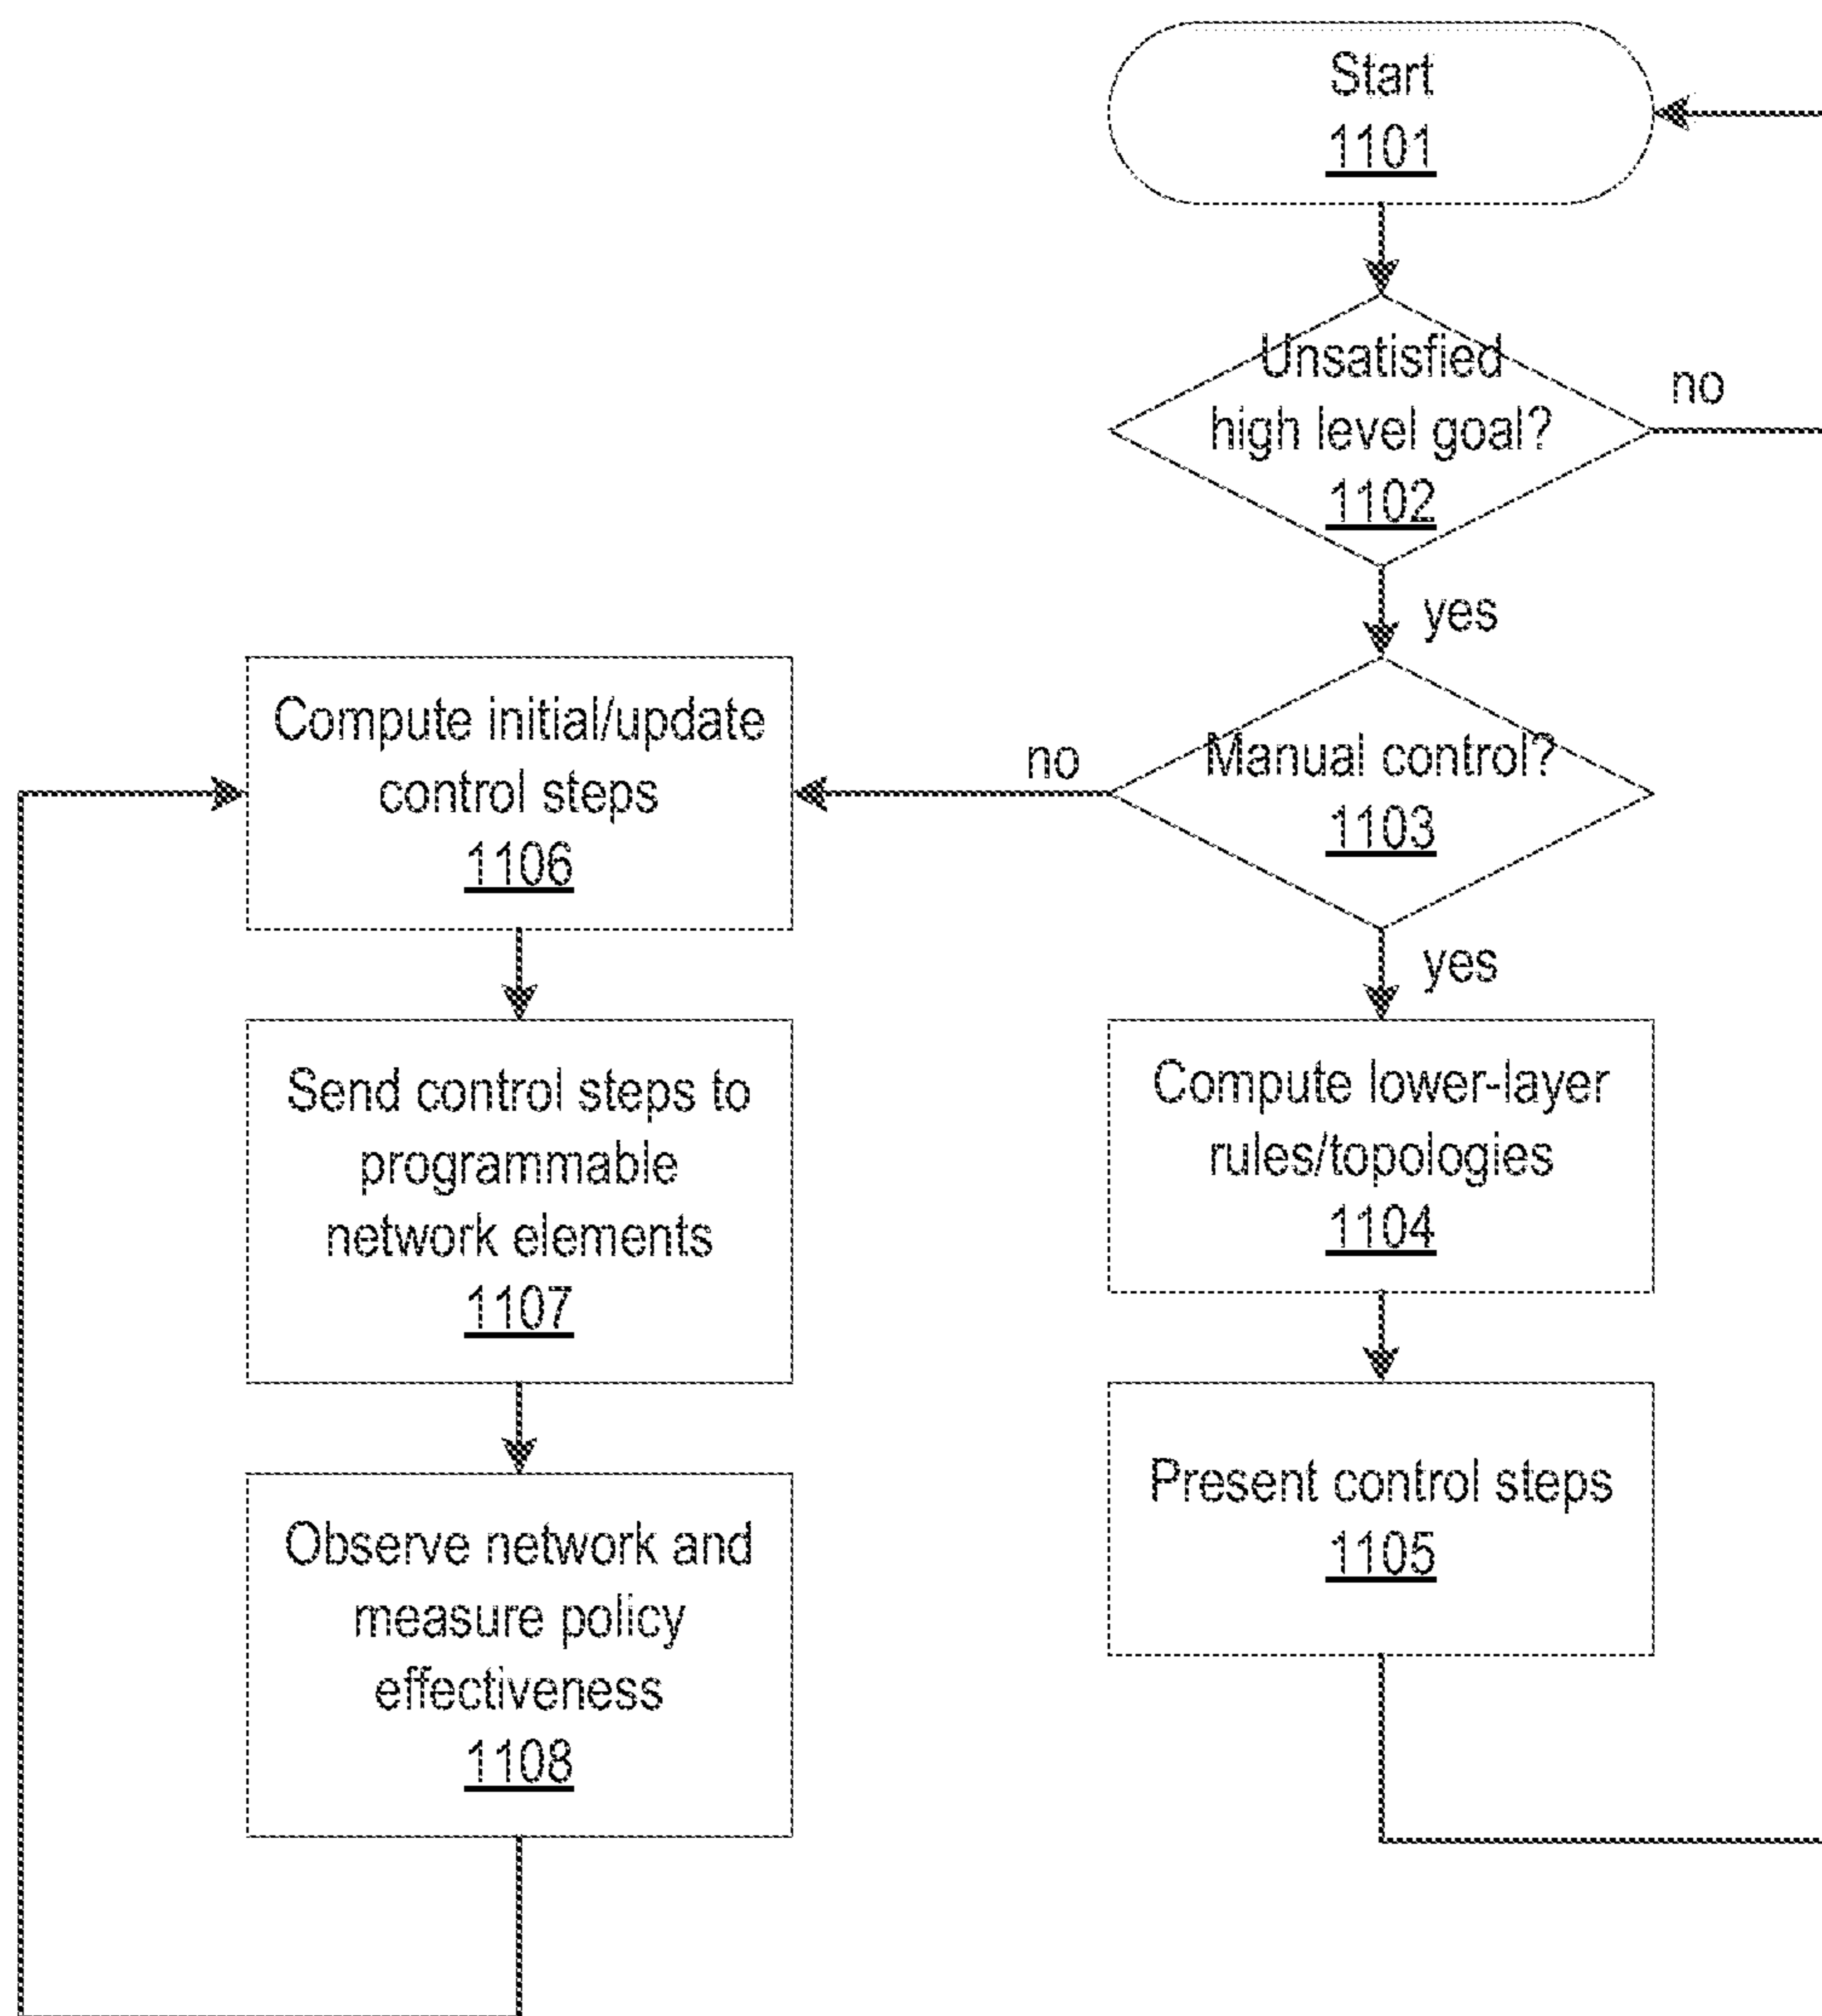 Start
1101
Unsatisfied
high level goal?
1102
no
yes
Manual control?
1103
no
yes
Compute lower-layer
rules/topologies
1104
Present control steps
1105
Compute initial/update
control steps
1106
Send control steps to
programmable
network elements
1107
Observe network and
measure policy
effectiveness
1108